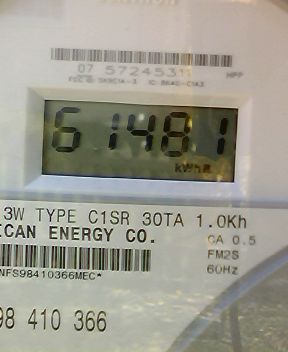 07 57245311 HPP
61481
kWh
3W TYPE C1SR 30TA 1.0Kh
ICAN ENERGY CO.
CA 0.5
FM2S
60Hz
NFS98410366MEC*
98 410 366